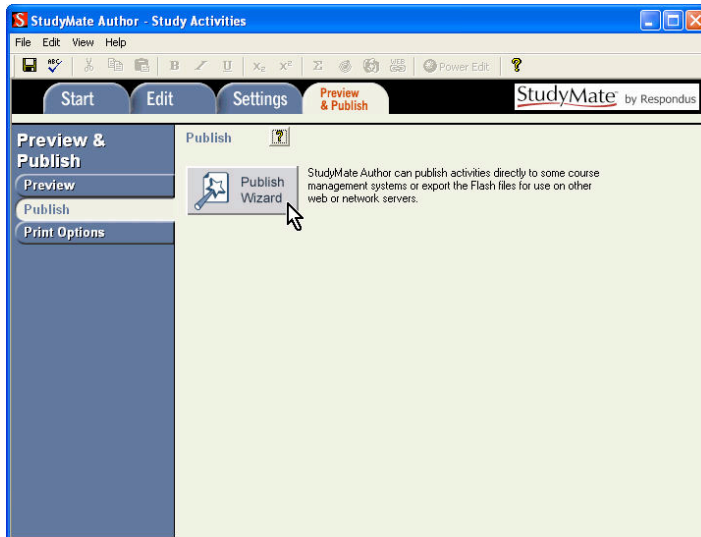 StudyMate Author - Study Activities
File Edit View Help
ABC B I U X₂ X² Σ WEB Power Edit ?
Start Edit Settings Preview & Publish StudyMate by Respondus
Preview & Publish
Preview
Publish
Print Options
Publish ?
Publish Wizard
StudyMate Author can publish activities directly to some course
management systems or export the Flash files for use on other
web or network servers.